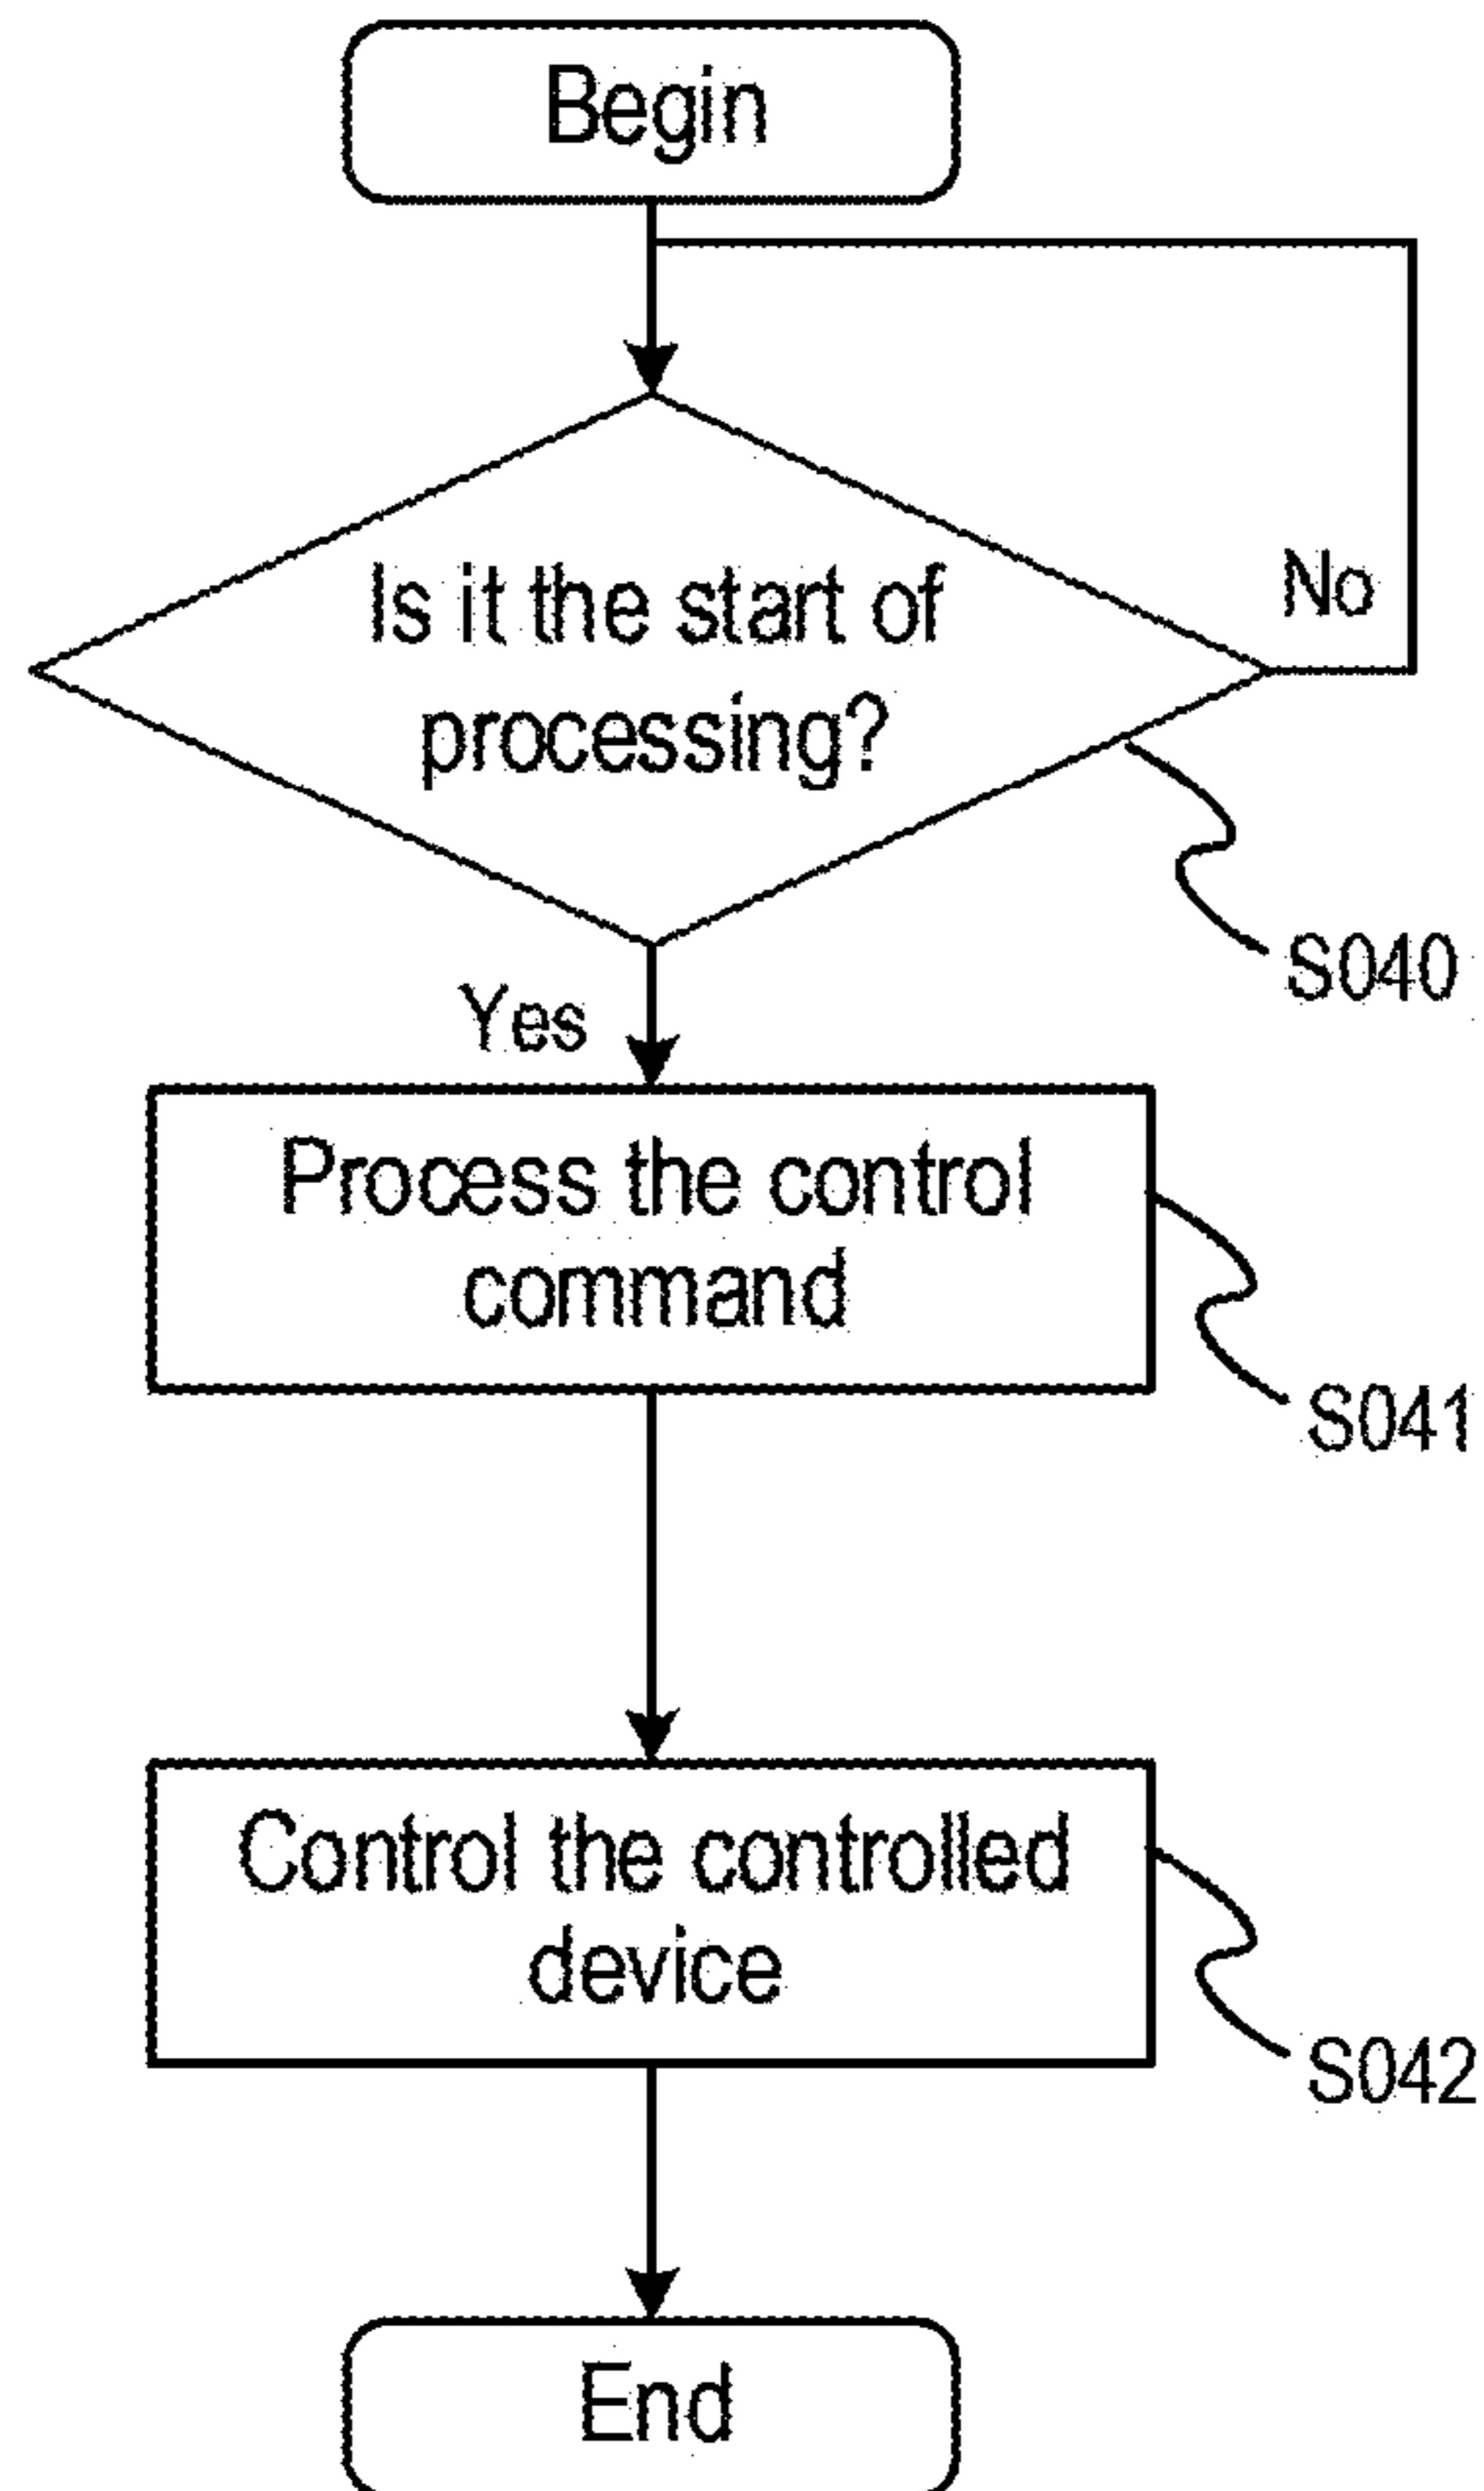 Begin
Is it the start of
processing?
No
S040
Yes
Process the control
command
S041
Control the controlled
device
S042
End